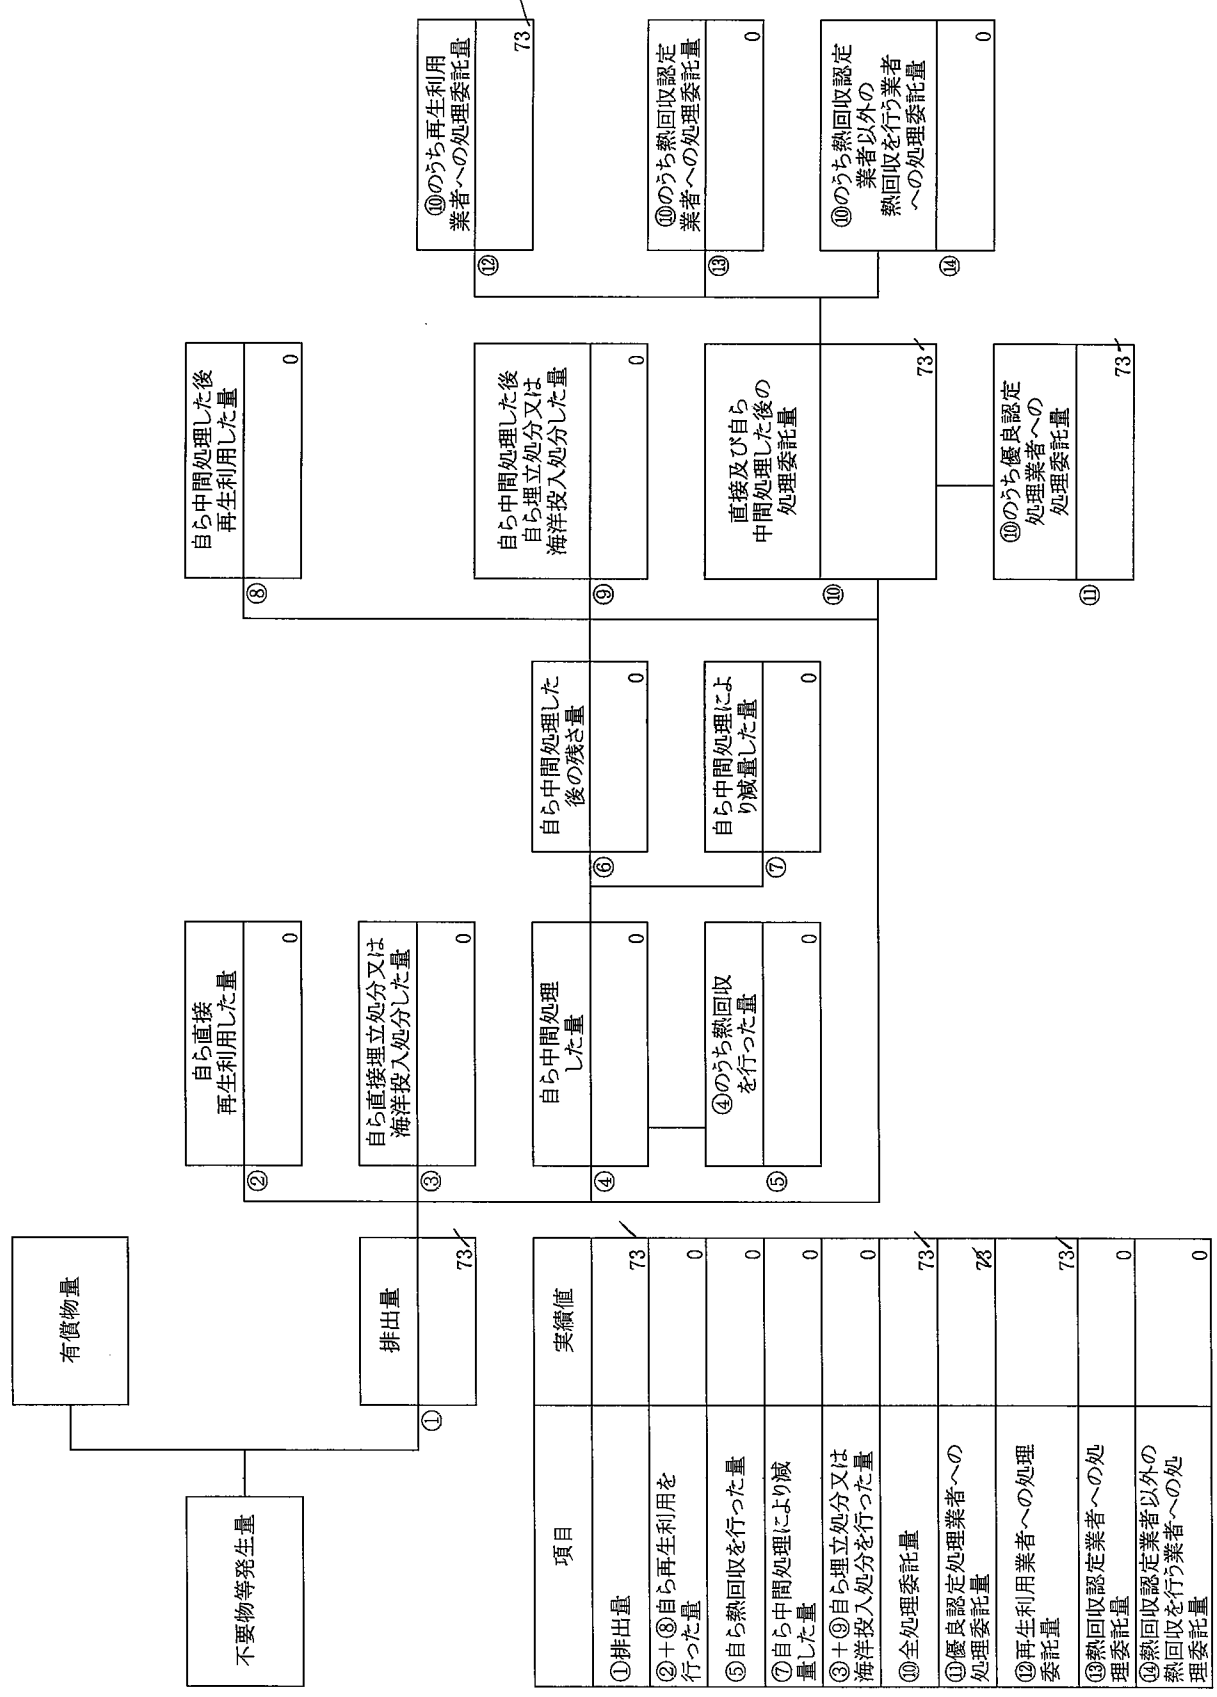 不要物等発生量
有償物量
①
排出量
73
②
自ら直接
再生利用した量
0
③
自ら直接埋立処分又は
海洋投入処分した量
0
④
自ら中間処理
した量
0
⑤
④のうち熱回収
を行った量
0
⑥
自ら中間処理した
後の残さ量
0
⑦
自ら中間処理によ
り減量した量
0
⑧
自ら中間処理した後
再生利用した量
0
⑨
自ら中間処理した後
自ら埋立処分又は
海洋投入処分した量
0
⑩
直接及び自ら
中間処理した後の
処理委託量
73
⑪
⑩のうち優良認定
処理業者への
処理委託量
73
⑫
⑩のうち再生利用
業者への処理委託量
73
⑬
⑩のうち熱回収認定
業者への処理委託量
0
⑭
⑩のうち熱回収認定
業者以外の
熱回収を行う業者
への処理委託量
0
項目
実績値
①排出量
73
②+⑧自ら再生利用を
行った量
0
⑤自ら熱回収を行った量
0
⑦自ら中間処理により減
量した量
0
③+⑨自ら埋立処分又は
海洋投入処分を行った量
0
⑩全処理委託量
73
⑪優良認定処理業者への
処理委託量
73
⑫再生利用業者への処理
委託量
73
⑬熱回収認定業者への処
理委託量
0
⑭熱回収認定業者以外の
熱回収を行う業者への処
理委託量
0